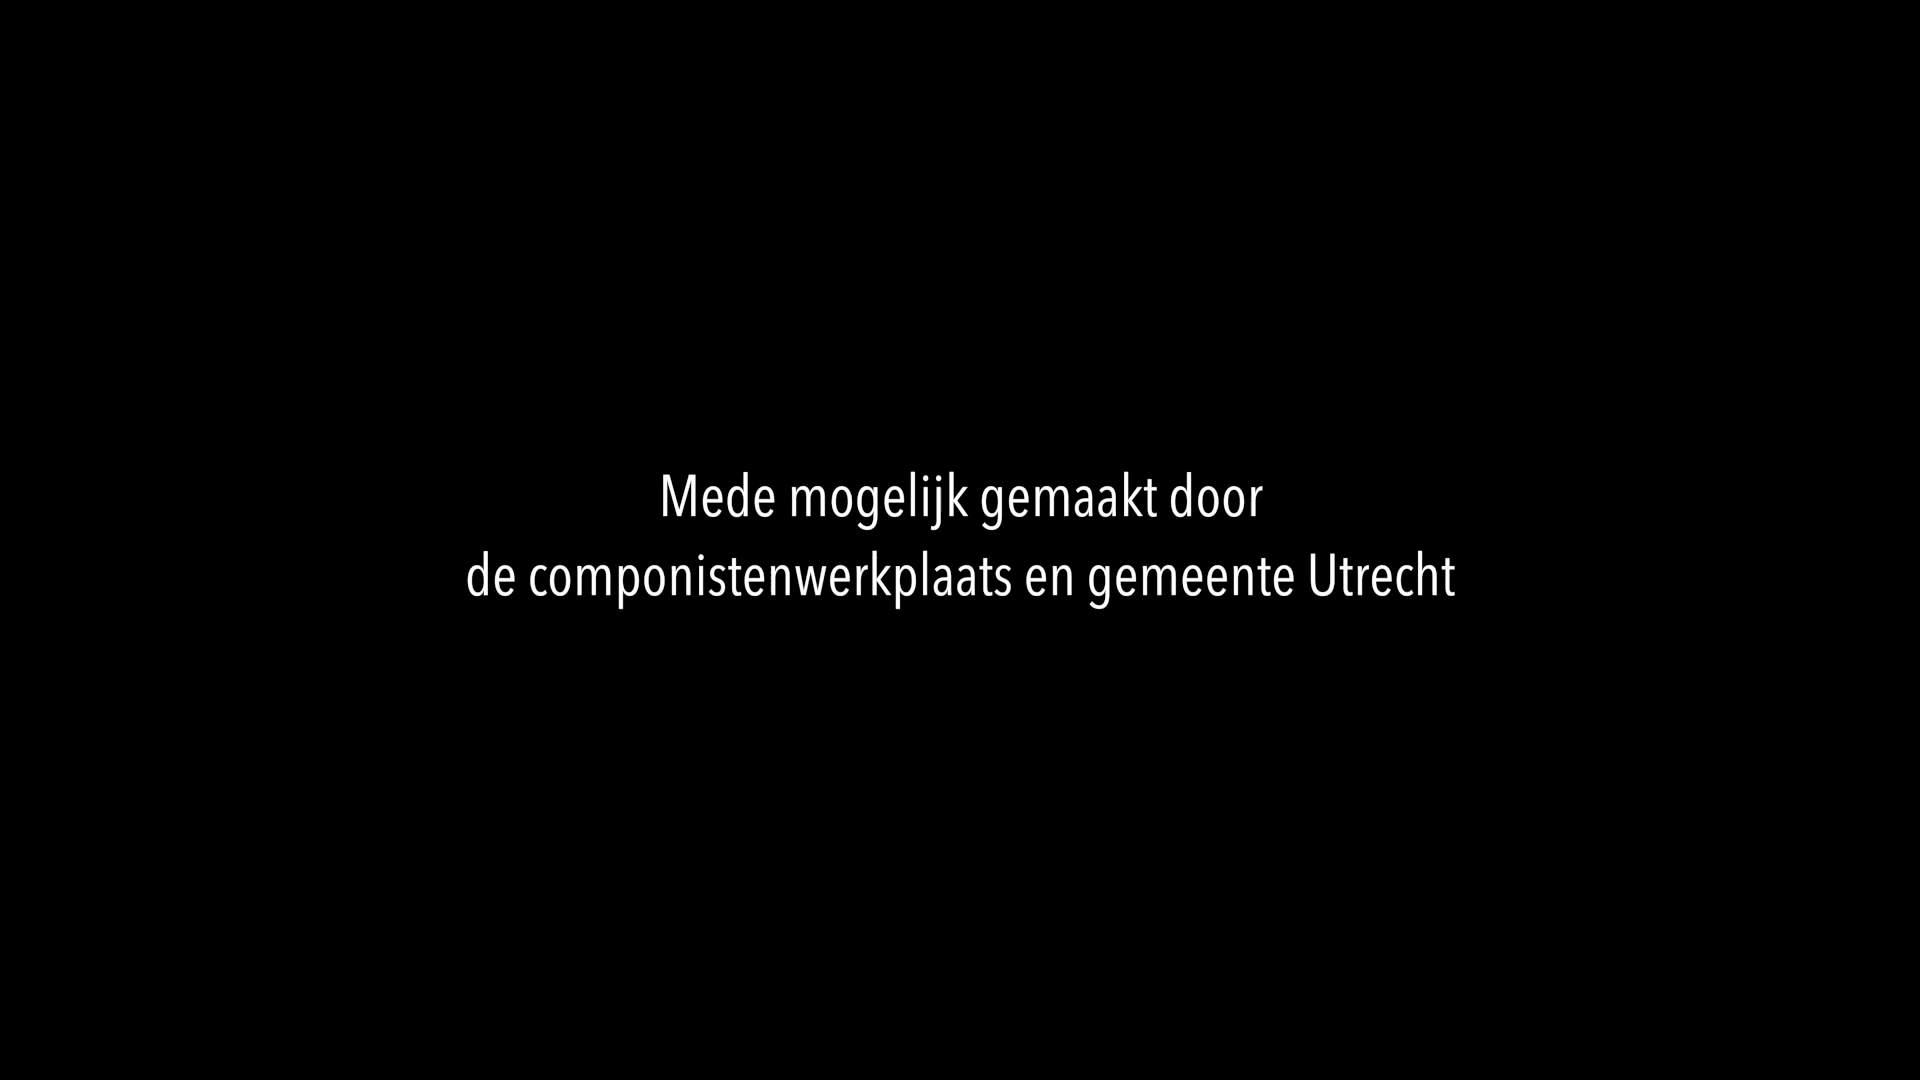 Mede mogelijk gemaakt door
de componistenwerkplaats en gemeente Utrecht